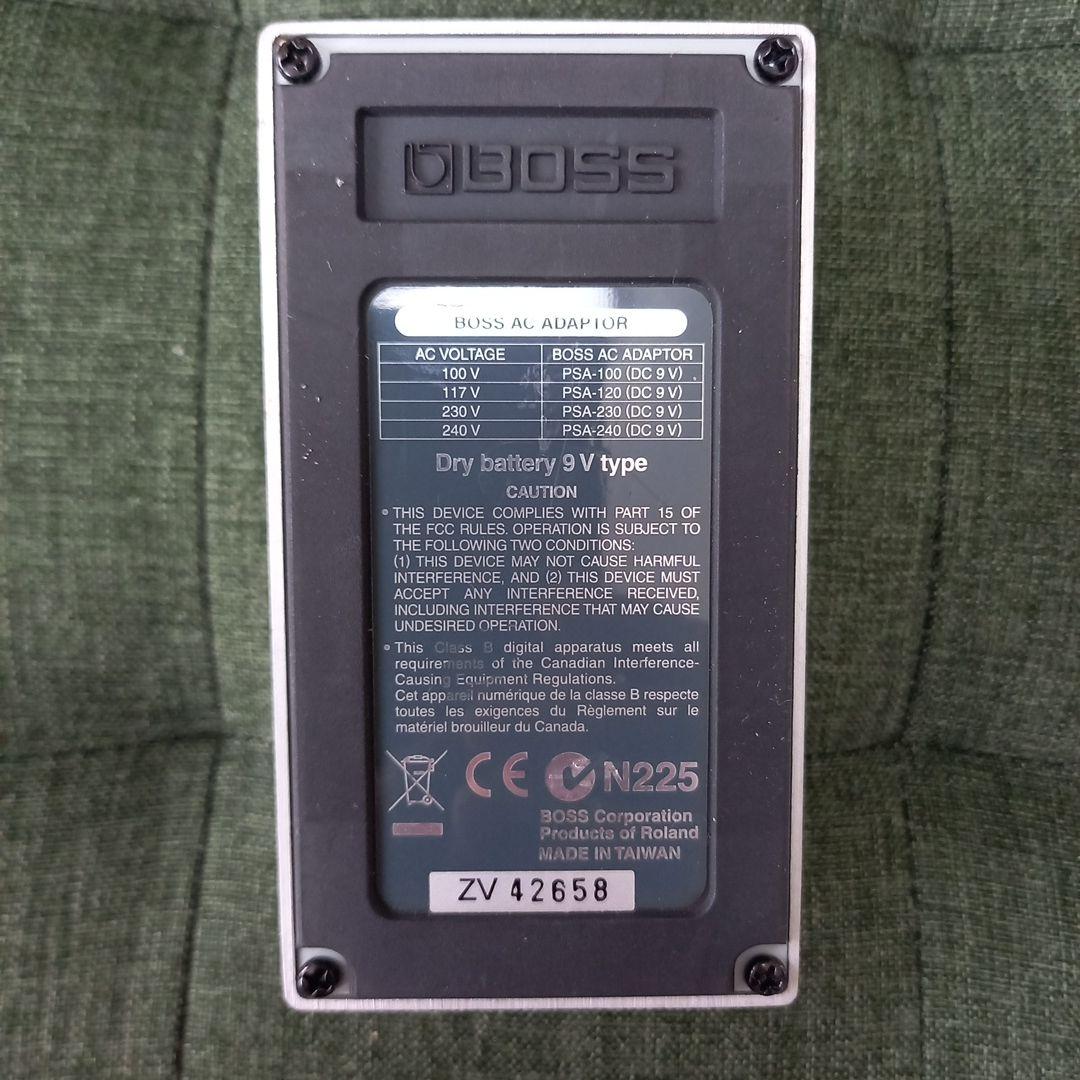 BOSS
BOSS AC ADAPTOR
AC VOLTAGE BOSS AC ADAPTOR
100 V PSA-100 (DC 9 V)
117 V PSA-120 (DC 9 V)
230 V PSA-230 (DC 9 V)
240 V PSA-240 (DC 9 V)
Dry battery 9 V type
CAUTION
• THIS DEVICE COMPLIES WITH PART 15 OF
THE FCC RULES. OPERATION IS SUBJECT TO
THE FOLLOWING TWO CONDITIONS:
(1) THIS DEVICE MAY NOT CAUSE HARMFUL
INTERFERENCE, AND (2) THIS DEVICE MUST
ACCEPT ANY INTERFERENCE RECEIVED,
INCLUDING INTERFERENCE THAT MAY CAUSE
UNDESIRED OPERATION.
• This Class B digital apparatus meets all
requirements of the Canadian Interference-
Causing Equipment Regulations.
Cet appareil numérique de la classe B respecte
toutes les exigences du Règlement sur le
matériel brouilleur du Canada.
CE N225
BOSS Corporation
Products of Roland
MADE IN TAIWAN
ZV 42658